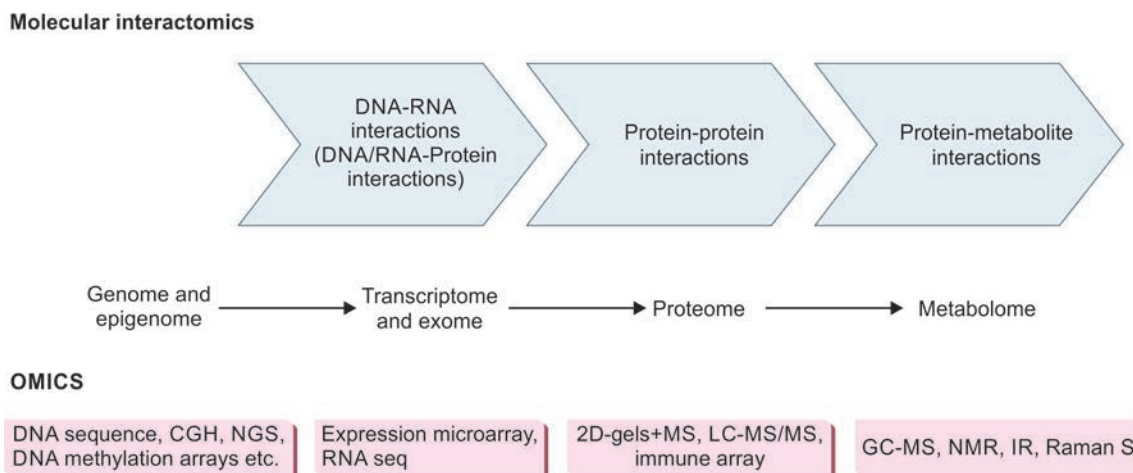 Molecular interactomics
DNA-RNA
interactions
(DNA/RNA-Protein
interactions)
Protein-protein
interactions
Protein-metabolite
interactions
Genome and
epigenome
Transcriptome
and exome
Proteome
Metabolome
OMICS
DNA sequence, CGH, NGS,
DNA methylation arrays etc.
Expression microarray,
RNA seq
2D-gels+MS, LC-MS/MS,
immune array
GC-MS, NMR, IR, Raman S